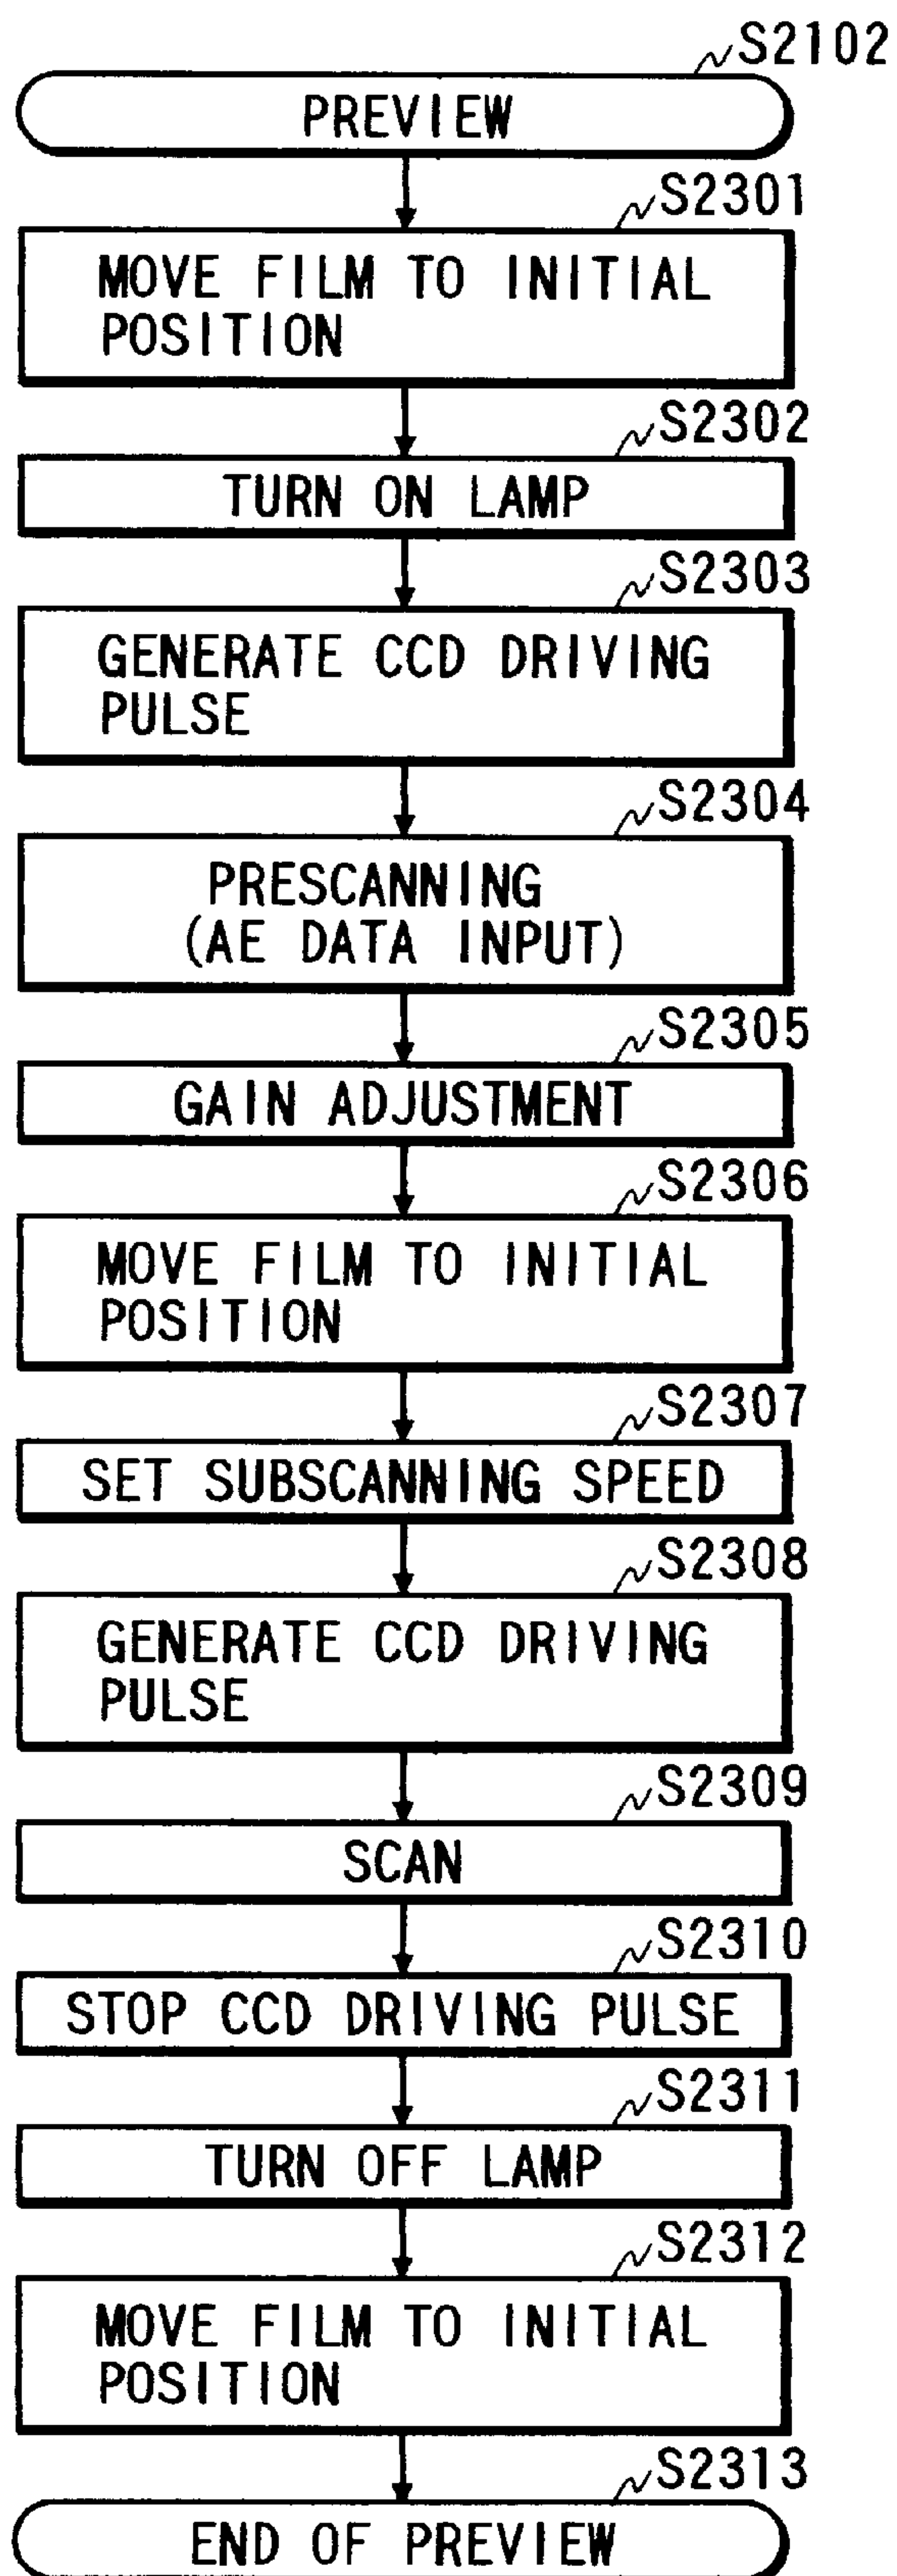 S2102
PREVIEW
S2301
MOVE FILM TO INITIAL
POSITION
S2302
TURN ON LAMP
S2303
GENERATE CCD DRIVING
PULSE
S2304
PRESCANNING
(AE DATA INPUT)
S2305
GAIN ADJUSTMENT
S2306
MOVE FILM TO INITIAL
POSITION
S2307
SET SUBSCANNING SPEED
S2308
GENERATE CCD DRIVING
PULSE
S2309
SCAN
S2310
STOP CCD DRIVING PULSE
S2311
TURN OFF LAMP
S2312
MOVE FILM TO INITIAL
POSITION
S2313
END OF PREVIEW